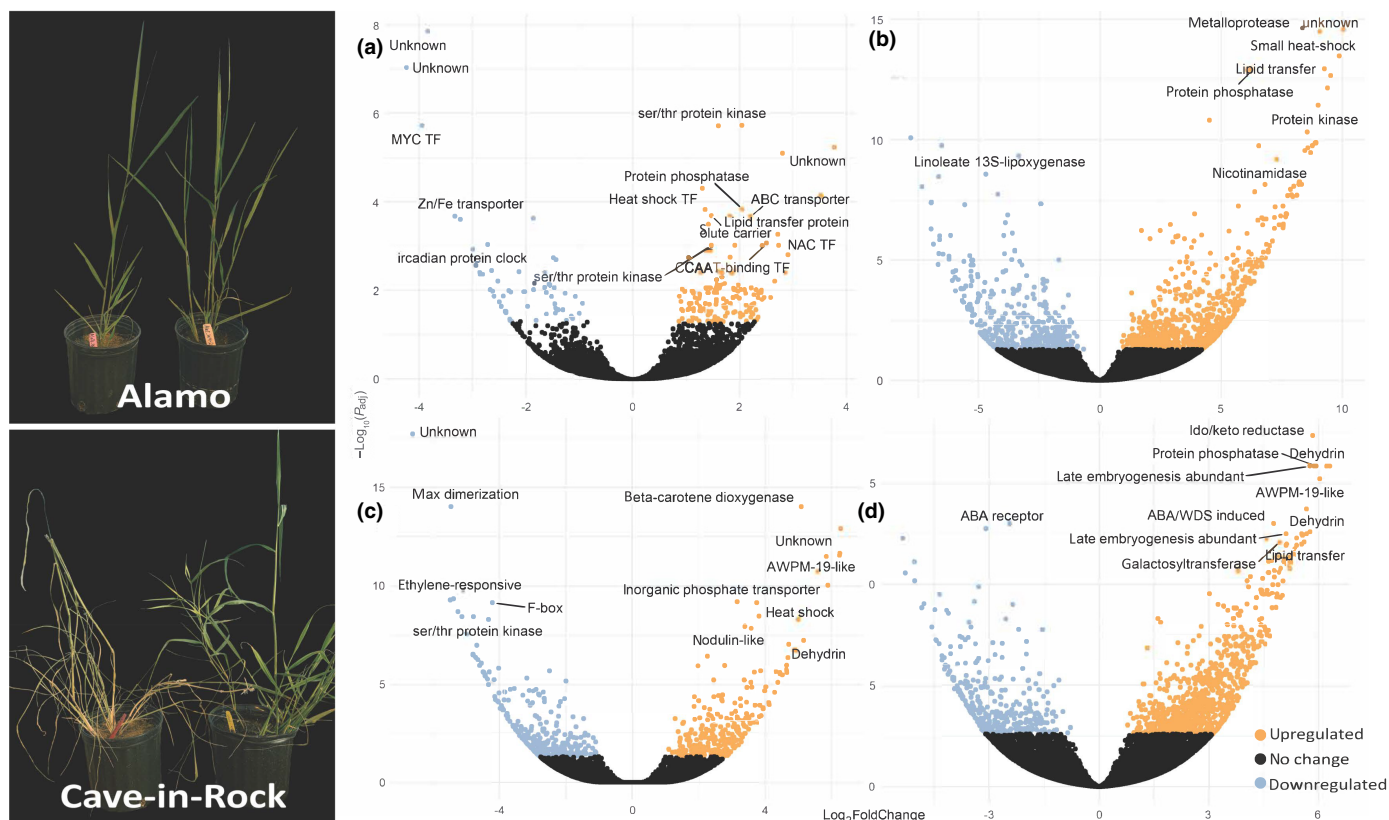 Alamo
Cave-in-Rock
(a)
8
6
4
2
0
-4
-2
0
2
4
Unknown
Unknown
MYC TF
ser/thr protein kinase
Unknown
Protein phosphatase
Heat shock TF
ABC transporter
Zn/Fe transporter
Lipid transfer protein
S
olute carrier
NAC TF
ircadian protein clock
CCAAT-binding TF
ser/thr protein kinase
−Log10(Padj)
(b)
15
10
5
0
-5
0
5
10
Metalloprotease
unknown
Small heat-shock
Lipid transfer
Protein phosphatase
Protein kinase
Linoleate 13S-lipoxygenase
Nicotinamidase
(c)
15
10
5
0
-4
0
4
Unknown
Max dimerization
Beta-carotene dioxygenase
Unknown
AWPM-19-like
Ethylene-responsive
Inorganic phosphate transporter
F-box
Heat shock
ser/thr protein kinase
Nodulin-like
Dehydrin
Log2FoldChange
(d)
5
0
5
0
-3
0
3
6
Ido/keto reductase
Protein phosphatase
Dehydrin
Late embryogenesis abundant
AWPM-19-like
ABA receptor
ABA/WDS induced
Dehydrin
Late embryogenesis abundant
Lipid transfer
Galactosyltransferase
Upregulated
No change
Downregulated